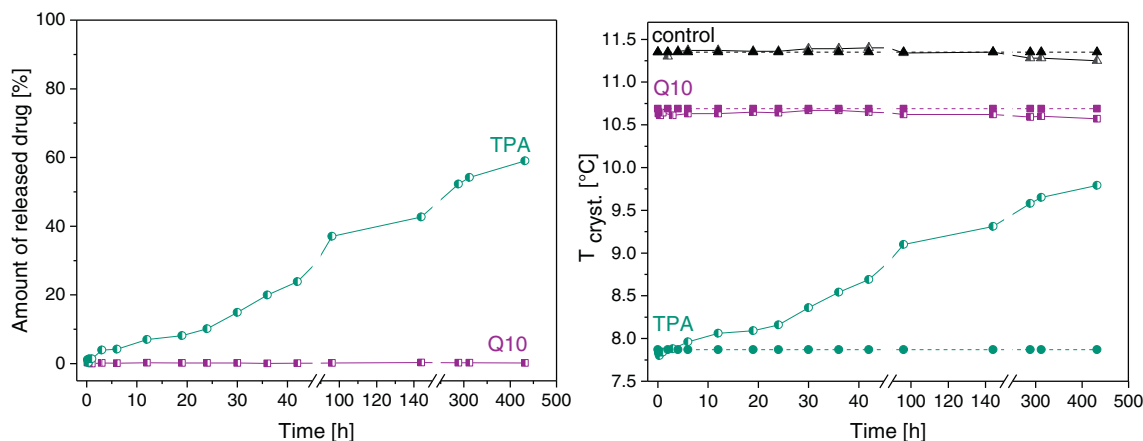 Amount of released drug [%]
100
80
60
40
20
0
TPA
Q10
0 10 20 30 40 100 120 140 300 400 500
Time [h]
T cryst. [°C]
11.5
11.0
10.5
10.0
9.5
9.0
8.5
8.0
7.5
control
Q10
TPA
0 10 20 30 40 100 120 140 300 400 500
Time [h]